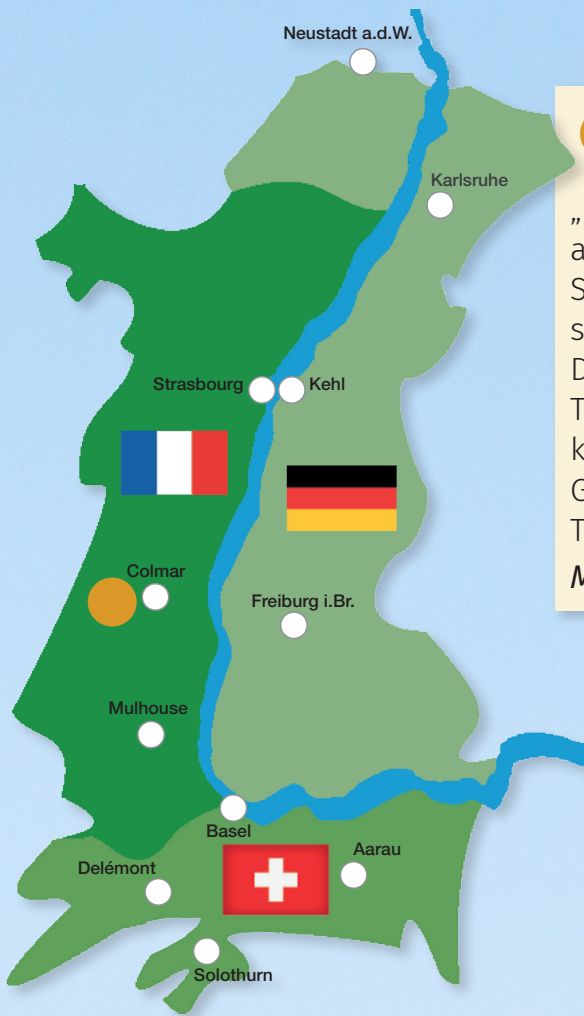 Neustadt a.d.W.
Karlsruhe
Strasbourg
Kehl
Colmar
Freiburg i.Br.
Mulhouse
Basel
Aarau
Delémont
Solothurn